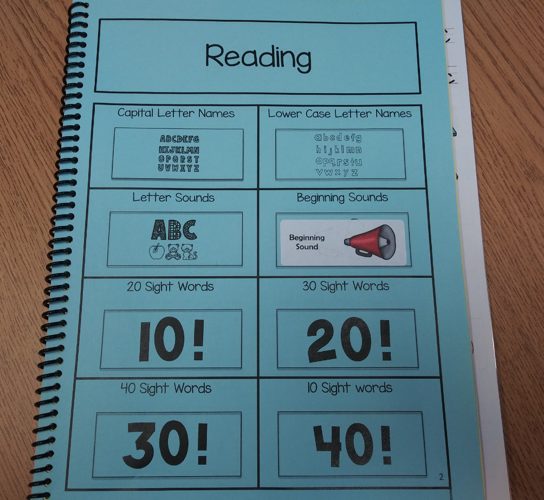 Reading
Capital Letter Names
ABCDEFG
HIJKLMN
OPQRST
UVWXYZ
Lower Case Letter Names
abcdefg
hijklmn
opqrstu
vwxyz
Letter Sounds
ABC
Beginning Sounds
Beginning
Sound
20 Sight Words
10!
30 Sight Words
20!
40 Sight Words
30!
10 Sight words
40!
2